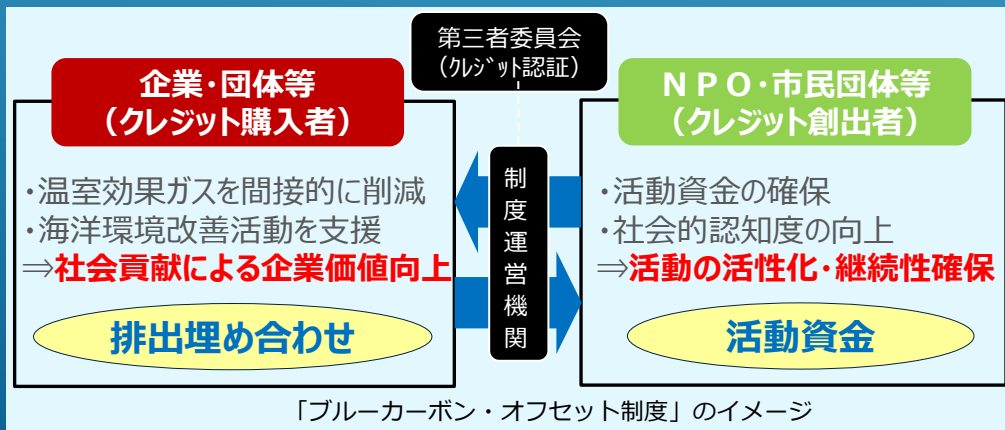 第三者委員会
（ｸﾚｼﾞｯﾄ認証）
企業・団体等
（クレジット購入者）
・温室効果ガスを間接的に削減
・海洋環境改善活動を支援
⇒社会貢献による企業価値向上
排出埋め合わせ
制度運営機関
ＮＰＯ・市民団体等
（クレジット創出者）
・活動資金の確保
・社会的認知度の向上
⇒活動の活性化・継続性確保
活動資金
「ブルーカーボン・オフセット制度」のイメージ